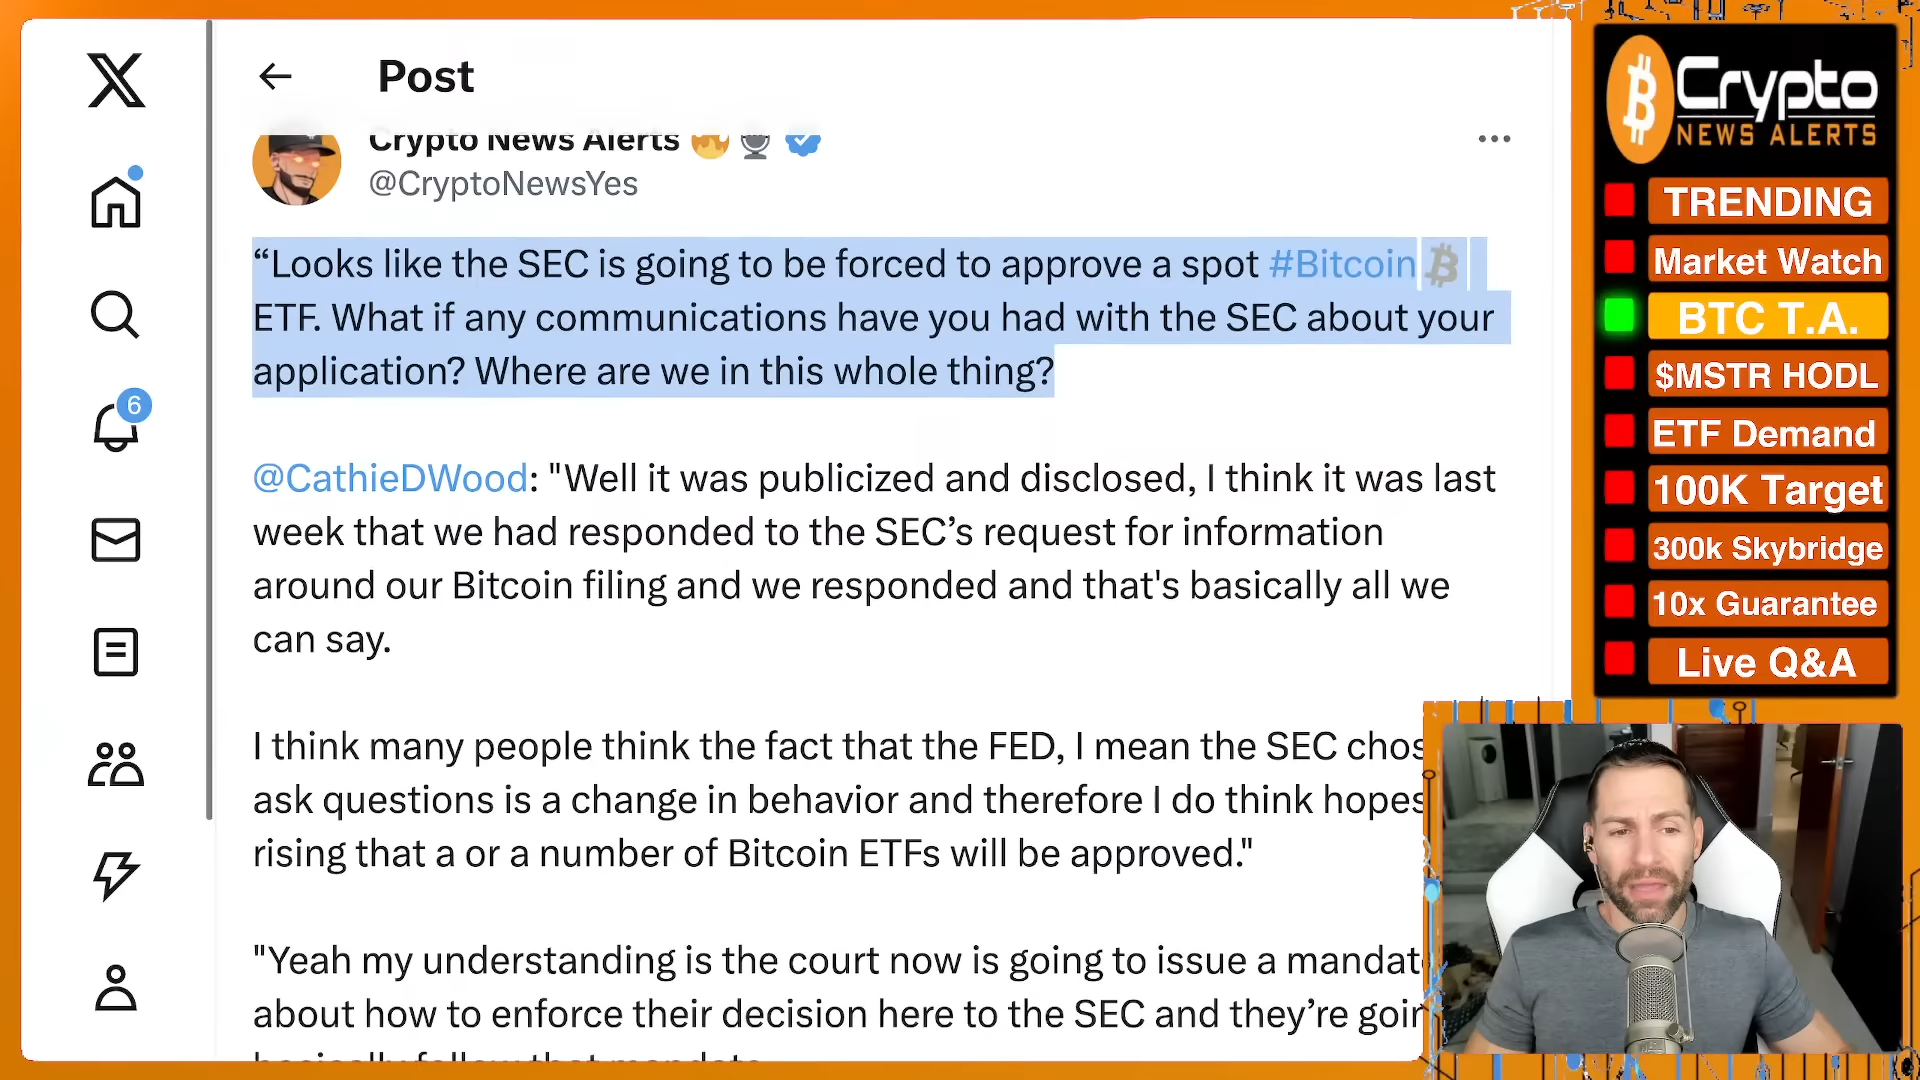 Post
Crypto News Alerts
@CryptoNewsYes
“Looks like the SEC is going to be forced to approve a spot #Bitcoin
ETF. What if any communications have you had with the SEC about your
application? Where are we in this whole thing?
@CathieDWood: "Well it was publicized and disclosed, I think it was last
week that we had responded to the SEC’s request for information
around our Bitcoin filing and we responded and that's basically all we
can say.
I think many people think the fact that the FED, I mean the SEC chos
ask questions is a change in behavior and therefore I do think hopes
rising that a or a number of Bitcoin ETFs will be approved."
"Yeah my understanding is the court now is going to issue a mandat
about how to enforce their decision here to the SEC and they’re goin
basically follow that mandate
6
Crypto
NEWS ALERTS
TRENDING
Market Watch
BTC T.A.
$MSTR HODL
ETF Demand
100K Target
300k Skybridge
10x Guarantee
Live Q&A